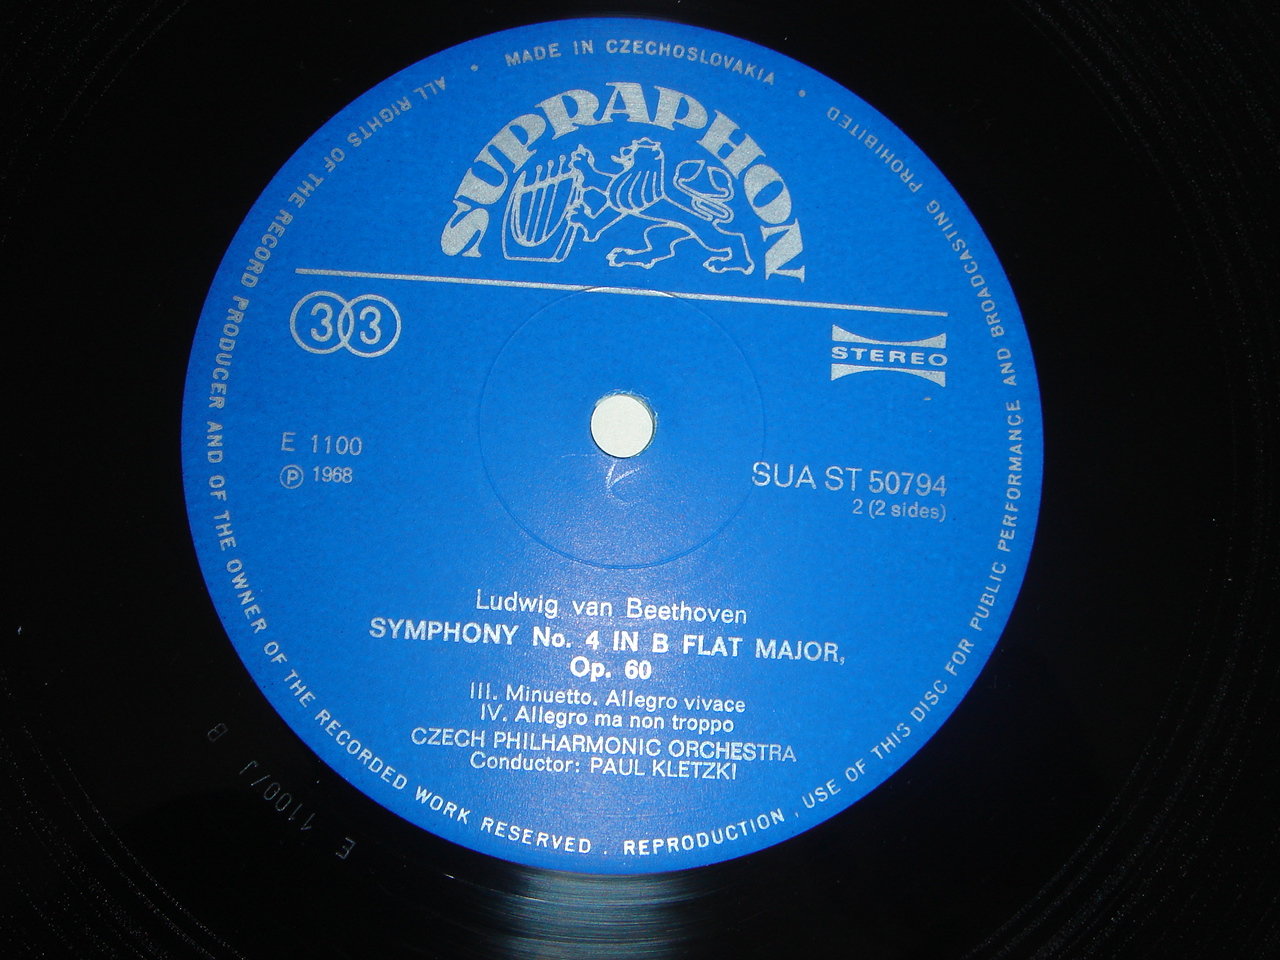 MADE IN CZECHOSLOVAKIA
SUPRAPHON
33
STEREO
E 1100
Ⓟ 1968
SUA ST 50794
2 (2 sides)
Ludwig van Beethoven
SYMPHONY No. 4 IN B FLAT MAJOR,
Op. 60
III. Minuetto. Allegro vivace
IV. Allegro ma non troppo
CZECH PHILHARMONIC ORCHESTRA
Conductor: PAUL KLETZKI
ALL RIGHTS OF THE RECORD PRODUCER AND OF THE OWNER OF THE RECORDED WORK RESERVED . REPRODUCTION, USE OF THIS DISC FOR PUBLIC PERFORMANCE AND BROADCASTING PROHIBITED
E 1100/J B